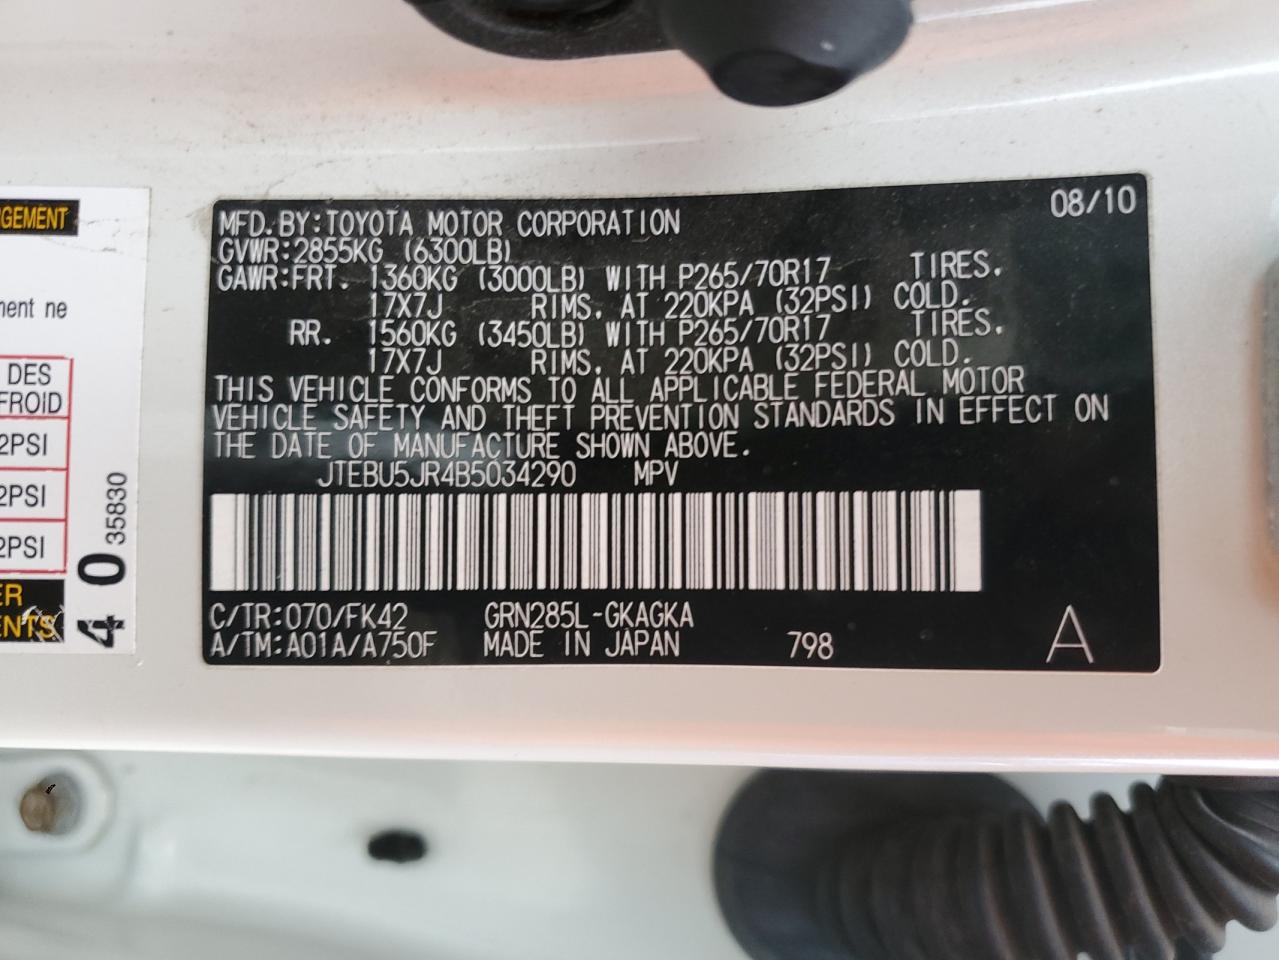 GEMENT
ment ne
DES
FROID
2PSI
2PSI
2PSI
ER
ENTS
40
35830
08/10
MFD.BY:TOYOTA MOTOR CORPORATION
GVWR:2855KG (6300LB)
GAWR:FRT. 1360KG (3000LB) WITH P265/70R17 TIRES.
17X7J RIMS. AT 220KPA (32PSI) COLD.
RR. 1560KG (3450LB) WITH P265/70R17 TIRES.
17X7J RIMS. AT 220KPA (32PSI) COLD.
THIS VEHICLE CONFORMS TO ALL APPLICABLE FEDERAL MOTOR
VEHICLE SAFETY AND THEFT PREVENTION STANDARDS IN EFFECT ON
THE DATE OF MANUFACTURE SHOWN ABOVE.
JTEBU5JR4B5034290 MPV
C/TR:070/FK42 GRN285L-GKAGKA
A/TM:A01A/A750F MADE IN JAPAN 798 A